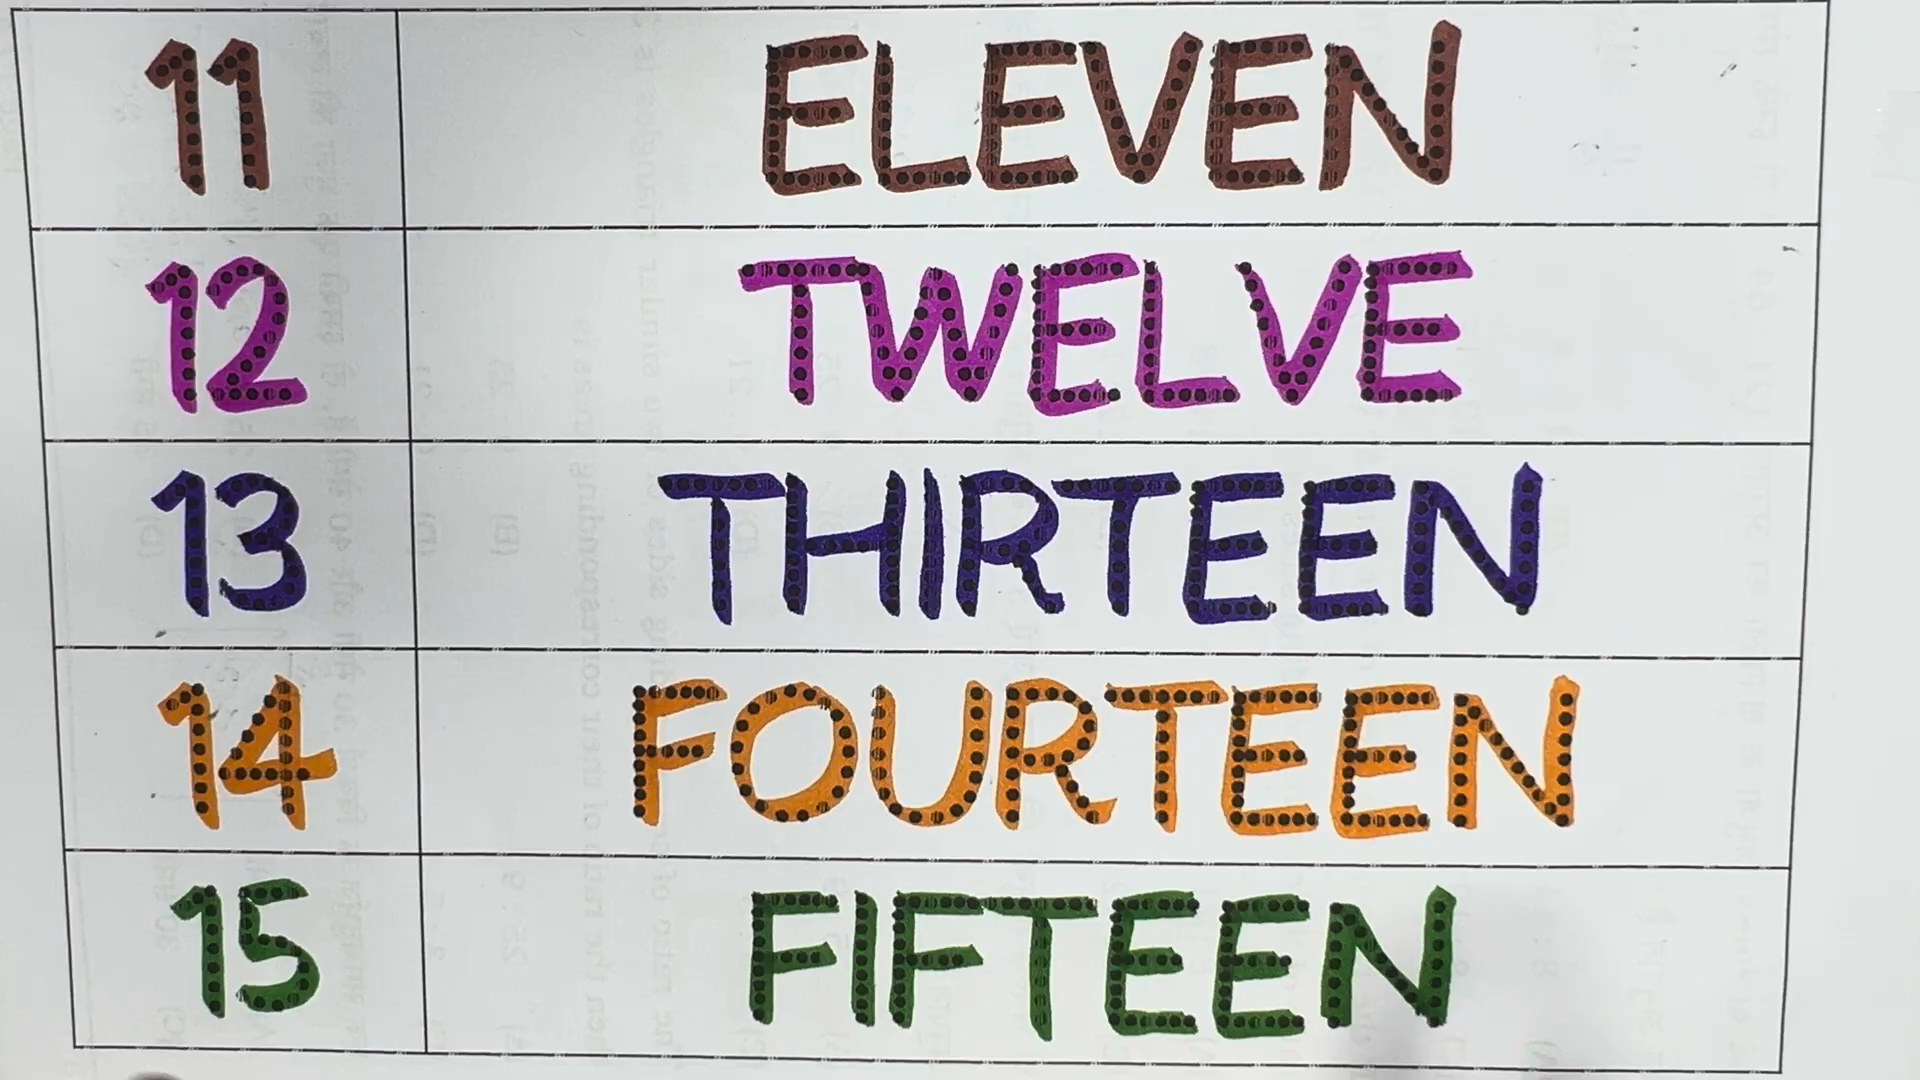 11 ELEVEN
12 TWELVE
13 THIRTEEN
14 FOURTEEN
15 FIFTEEN